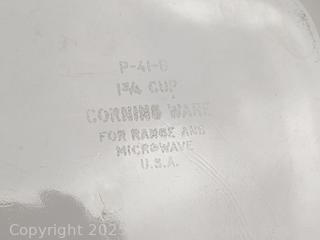 P-41-B
1¾ CUP
CORNING WARE
FOR RANGE AND
MICROWAVE
U.S.A.
Copyright 202